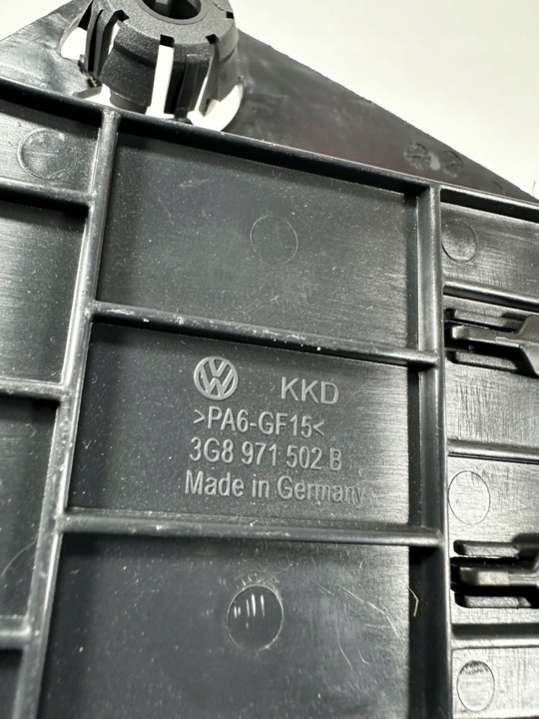 KKD
>PA6-GF15<
3G8 971 502 B
Made in Germany